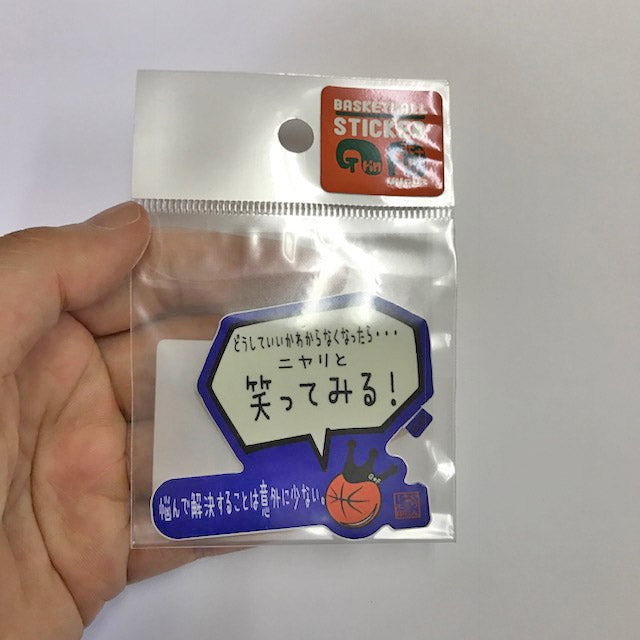 BASKETBALL
STICKER
どうしていいかわからなくなったら・・・
ニヤリと
笑ってみる!
悩んで解決することは意外に少ない。